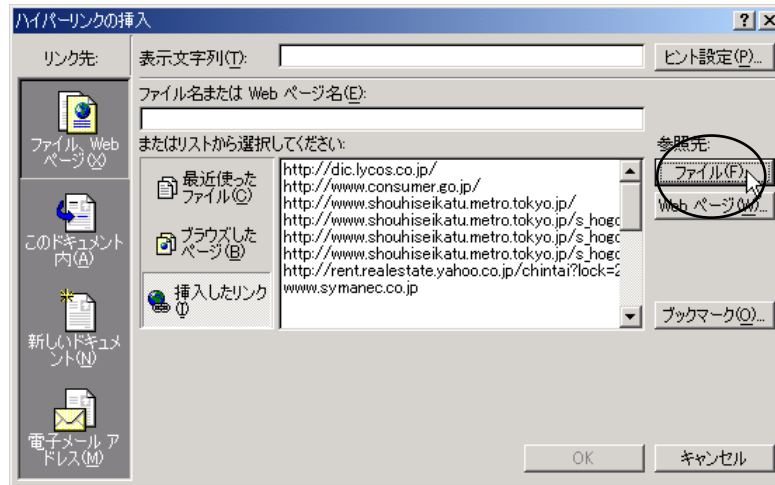 ハイパーリンクの挿入
リンク先:
表示文字列(T):
ヒント設定(P)...
ファイル名または Web ページ名(E):
ファイル、Web
ページ(X)
またはリストから選択してください:
参照先:
最近使った
ファイル(C)
ブラウズした
ページ(B)
挿入したリンク
(I)
http://dic.lycos.co.jp/
http://www.consumer.go.jp/
http://www.shouhiseikatu.metro.tokyo.jp/
http://www.shouhiseikatu.metro.tokyo.jp/s_hogo
http://www.shouhiseikatu.metro.tokyo.jp/s_hogo
http://www.shouhiseikatu.metro.tokyo.jp/s_hogo
http://rent.realestate.yahoo.co.jp/chintai?lock=2
www.symanec.co.jp
ファイル(F)...
Web ページ(W)...
ブックマーク(O)...
このドキュメント
内(A)
新しいドキュメ
ント(N)
電子メール ア
ドレス(M)
OK
キャンセル